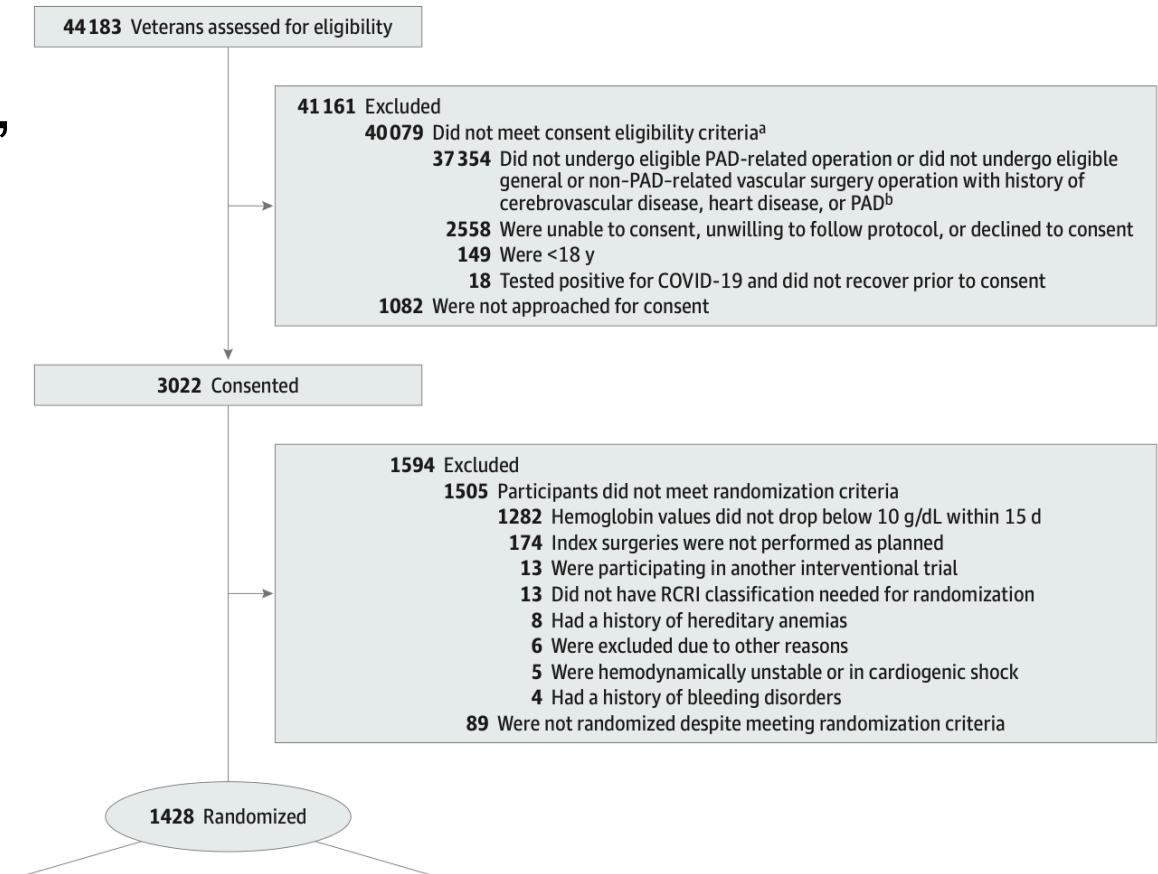 44 183 Veterans assessed for eligibility
,
41 161 Excluded
40 079 Did not meet consent eligibility criteriaᵃ
37 354 Did not undergo eligible PAD-related operation or did not undergo eligible
general or non-PAD-related vascular surgery operation with history of
cerebrovascular disease, heart disease, or PADᵇ
2558 Were unable to consent, unwilling to follow protocol, or declined to consent
149 Were <18 y
18 Tested positive for COVID-19 and did not recover prior to consent
1082 Were not approached for consent
3022 Consented
1594 Excluded
1505 Participants did not meet randomization criteria
1282 Hemoglobin values did not drop below 10 g/dL within 15 d
174 Index surgeries were not performed as planned
13 Were participating in another interventional trial
13 Did not have RCRI classification needed for randomization
8 Had a history of hereditary anemias
6 Were excluded due to other reasons
5 Were hemodynamically unstable or in cardiogenic shock
4 Had a history of bleeding disorders
89 Were not randomized despite meeting randomization criteria
1428 Randomized